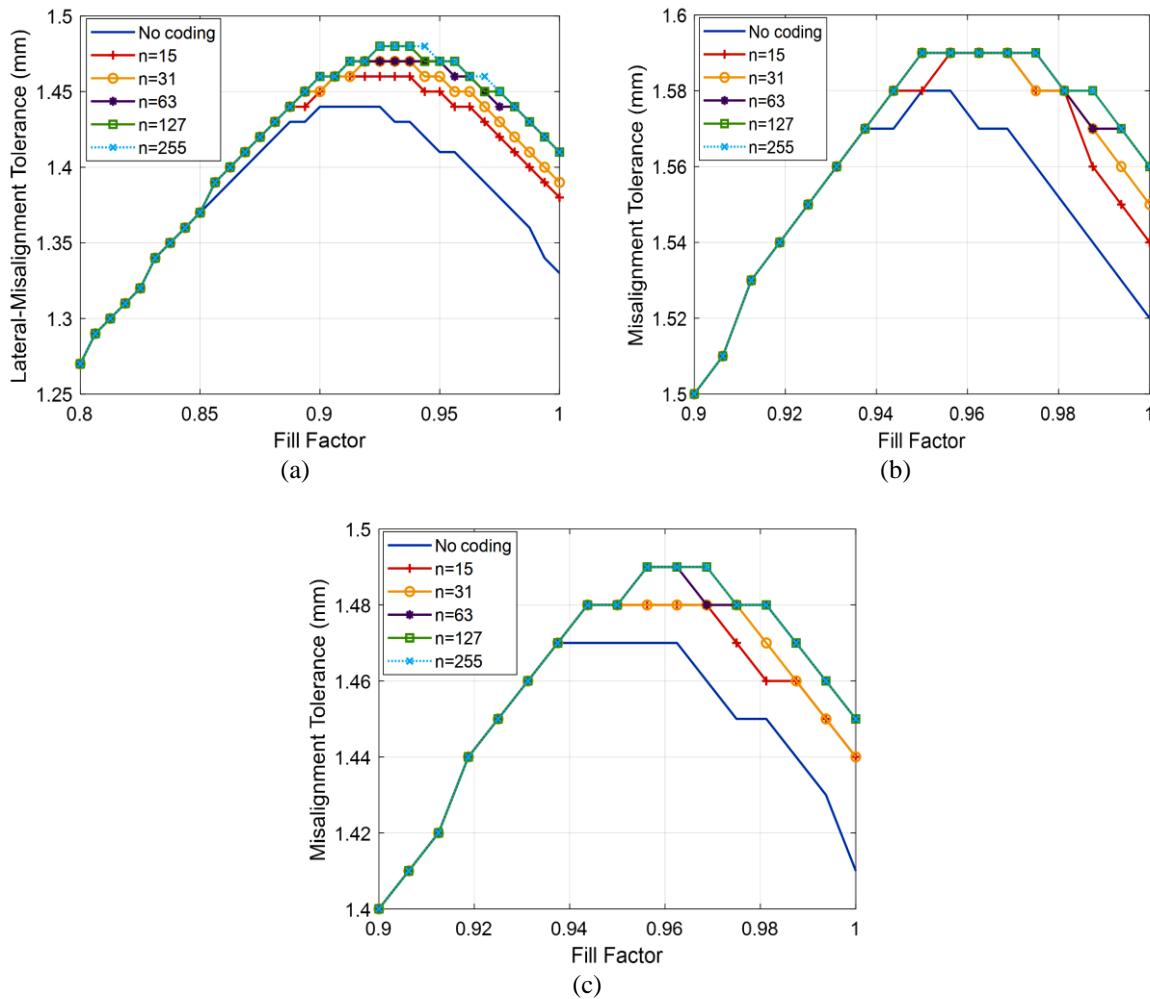 1.5
1.45
1.4
1.35
1.3
1.25
Lateral-Misalignment Tolerance (mm)
No coding
n=15
n=31
n=63
n=127
n=255
0.8 0.85 0.9 0.95 1
Fill Factor
(a)
1.6
1.58
1.56
1.54
1.52
1.5
Misalignment Tolerance (mm)
No coding
n=15
n=31
n=63
n=127
n=255
0.9 0.92 0.94 0.96 0.98 1
Fill Factor
(b)
1.5
1.48
1.46
1.44
1.42
1.4
Misalignment Tolerance (mm)
No coding
n=15
n=31
n=63
n=127
n=255
0.9 0.92 0.94 0.96 0.98 1
Fill Factor
(c)